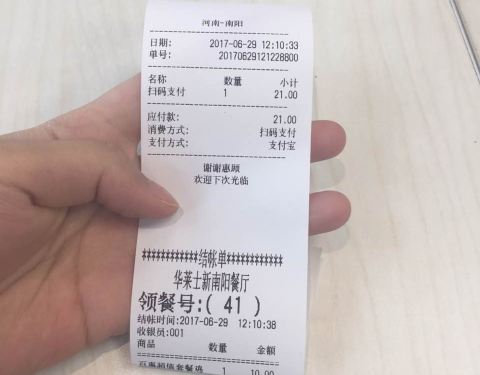 河南-南阳
日期: 2017-06-29 12:10:33
单号: 20170629121228800
名称 数量 小计
扫码支付 1 21.00
应付款: 21.00
消费方式: 扫码支付
支付方式: 支付宝
谢谢惠顾
欢迎下次光临
###########结帐单###########
华莱士新南阳餐厅
领餐号:( 41 )
结帐时间:2017-06-29 12:10:38
收银员:001
商品 数量 金额
1 10.00